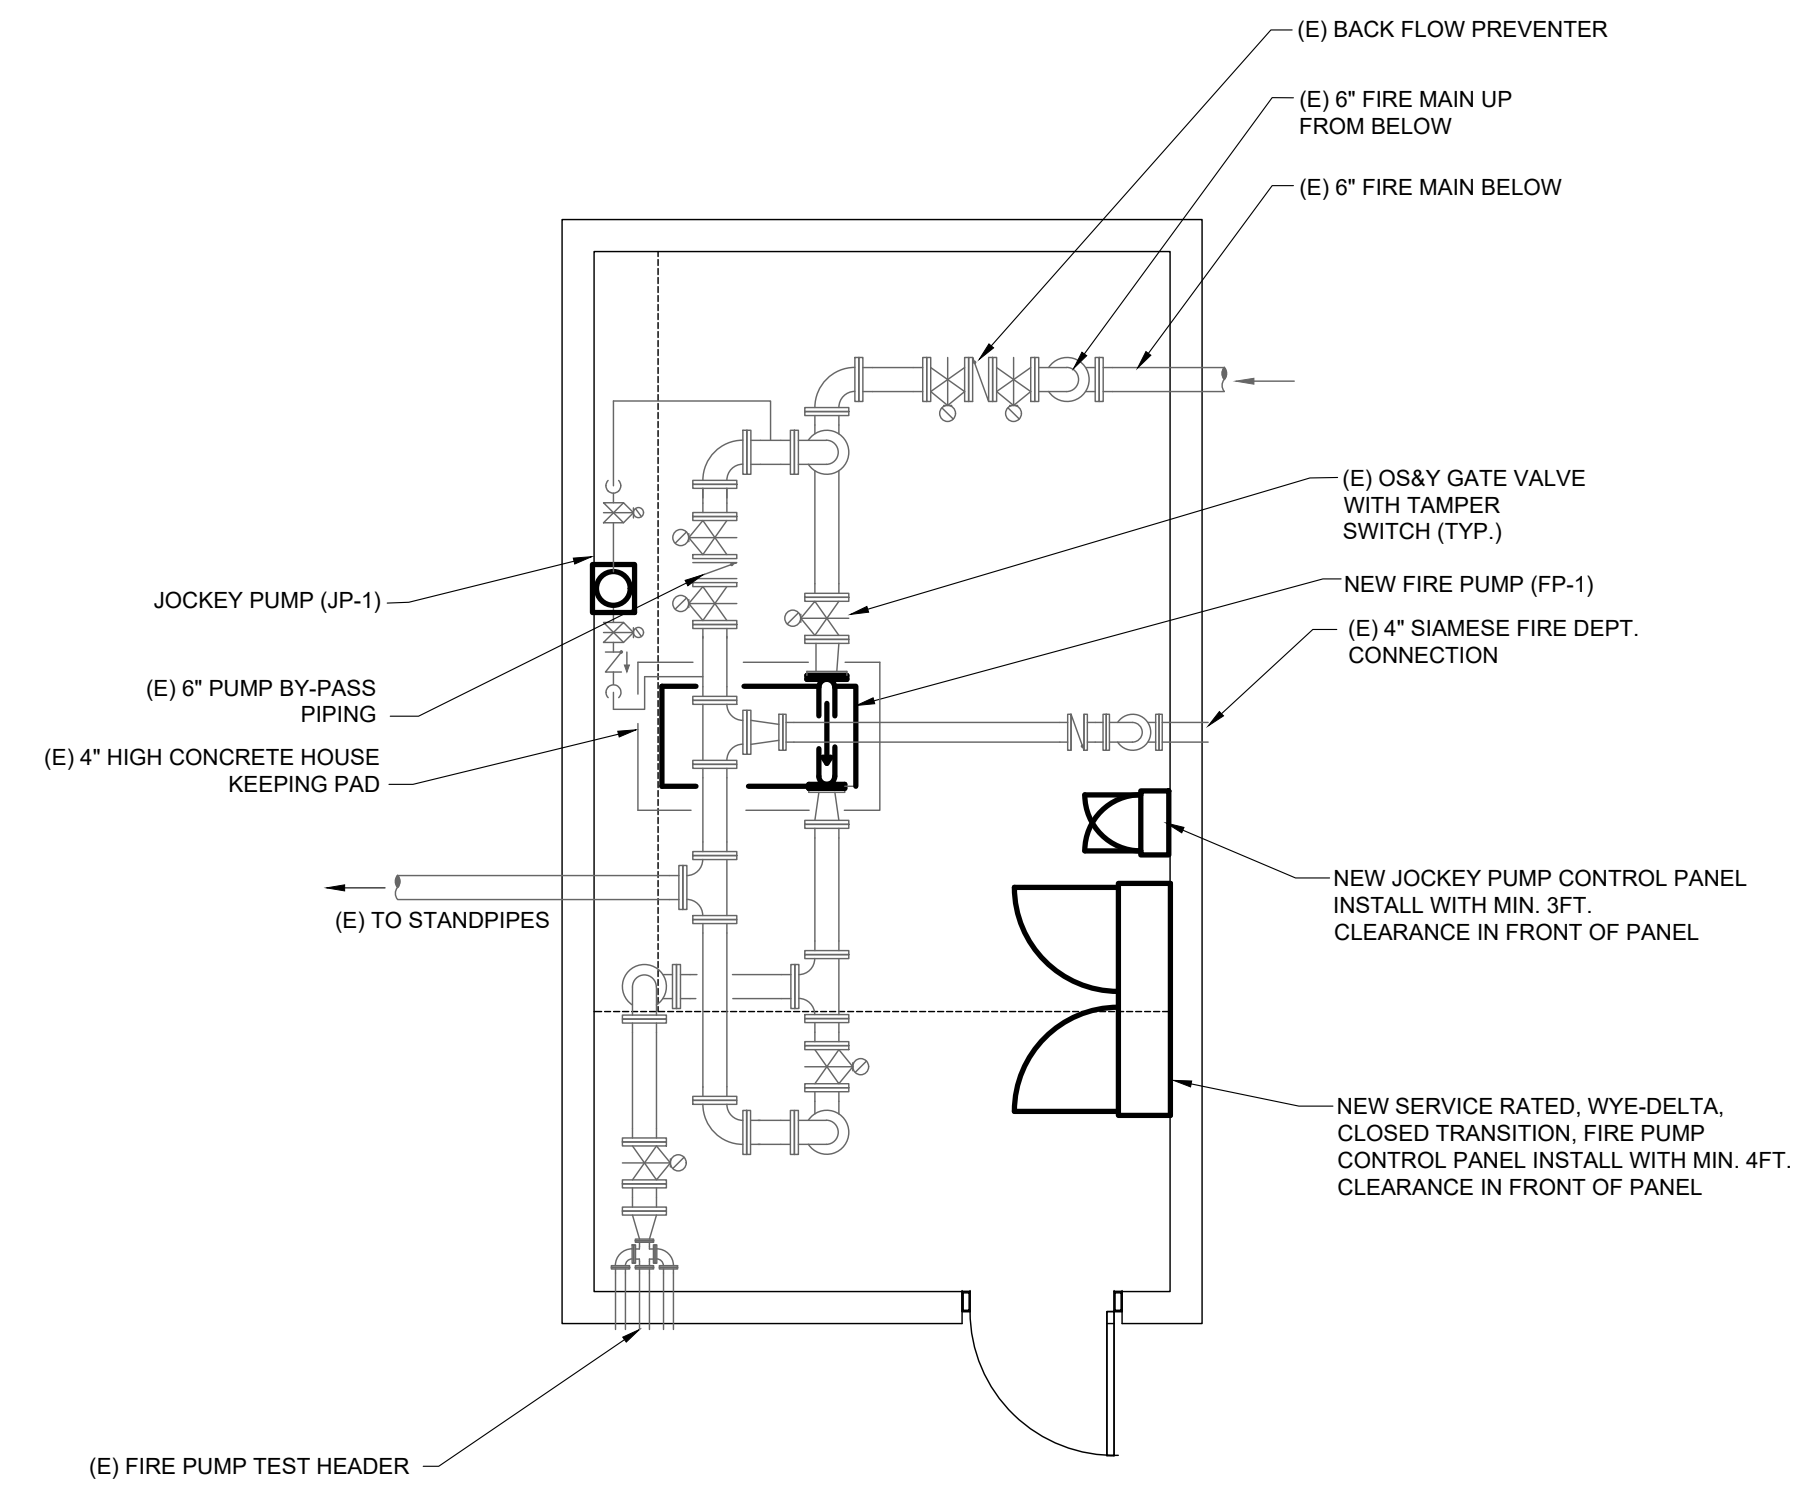 (E) BACK FLOW PREVENTER
(E) 6" FIRE MAIN UP
FROM BELOW
(E) 6" FIRE MAIN BELOW
(E) OS&Y GATE VALVE
WITH TAMPER
SWITCH (TYP.)
NEW FIRE PUMP (FP-1)
(E) 4" SIAMESE FIRE DEPT.
CONNECTION
JOCKEY PUMP (JP-1)
(E) 6" PUMP BY-PASS
PIPING
(E) 4" HIGH CONCRETE HOUSE
KEEPING PAD
(E) TO STANDPIPES
NEW JOCKEY PUMP CONTROL PANEL
INSTALL WITH MIN. 3FT.
CLEARANCE IN FRONT OF PANEL
NEW SERVICE RATED, WYE-DELTA,
CLOSED TRANSITION, FIRE PUMP
CONTROL PANEL INSTALL WITH MIN. 4FT.
CLEARANCE IN FRONT OF PANEL
(E) FIRE PUMP TEST HEADER